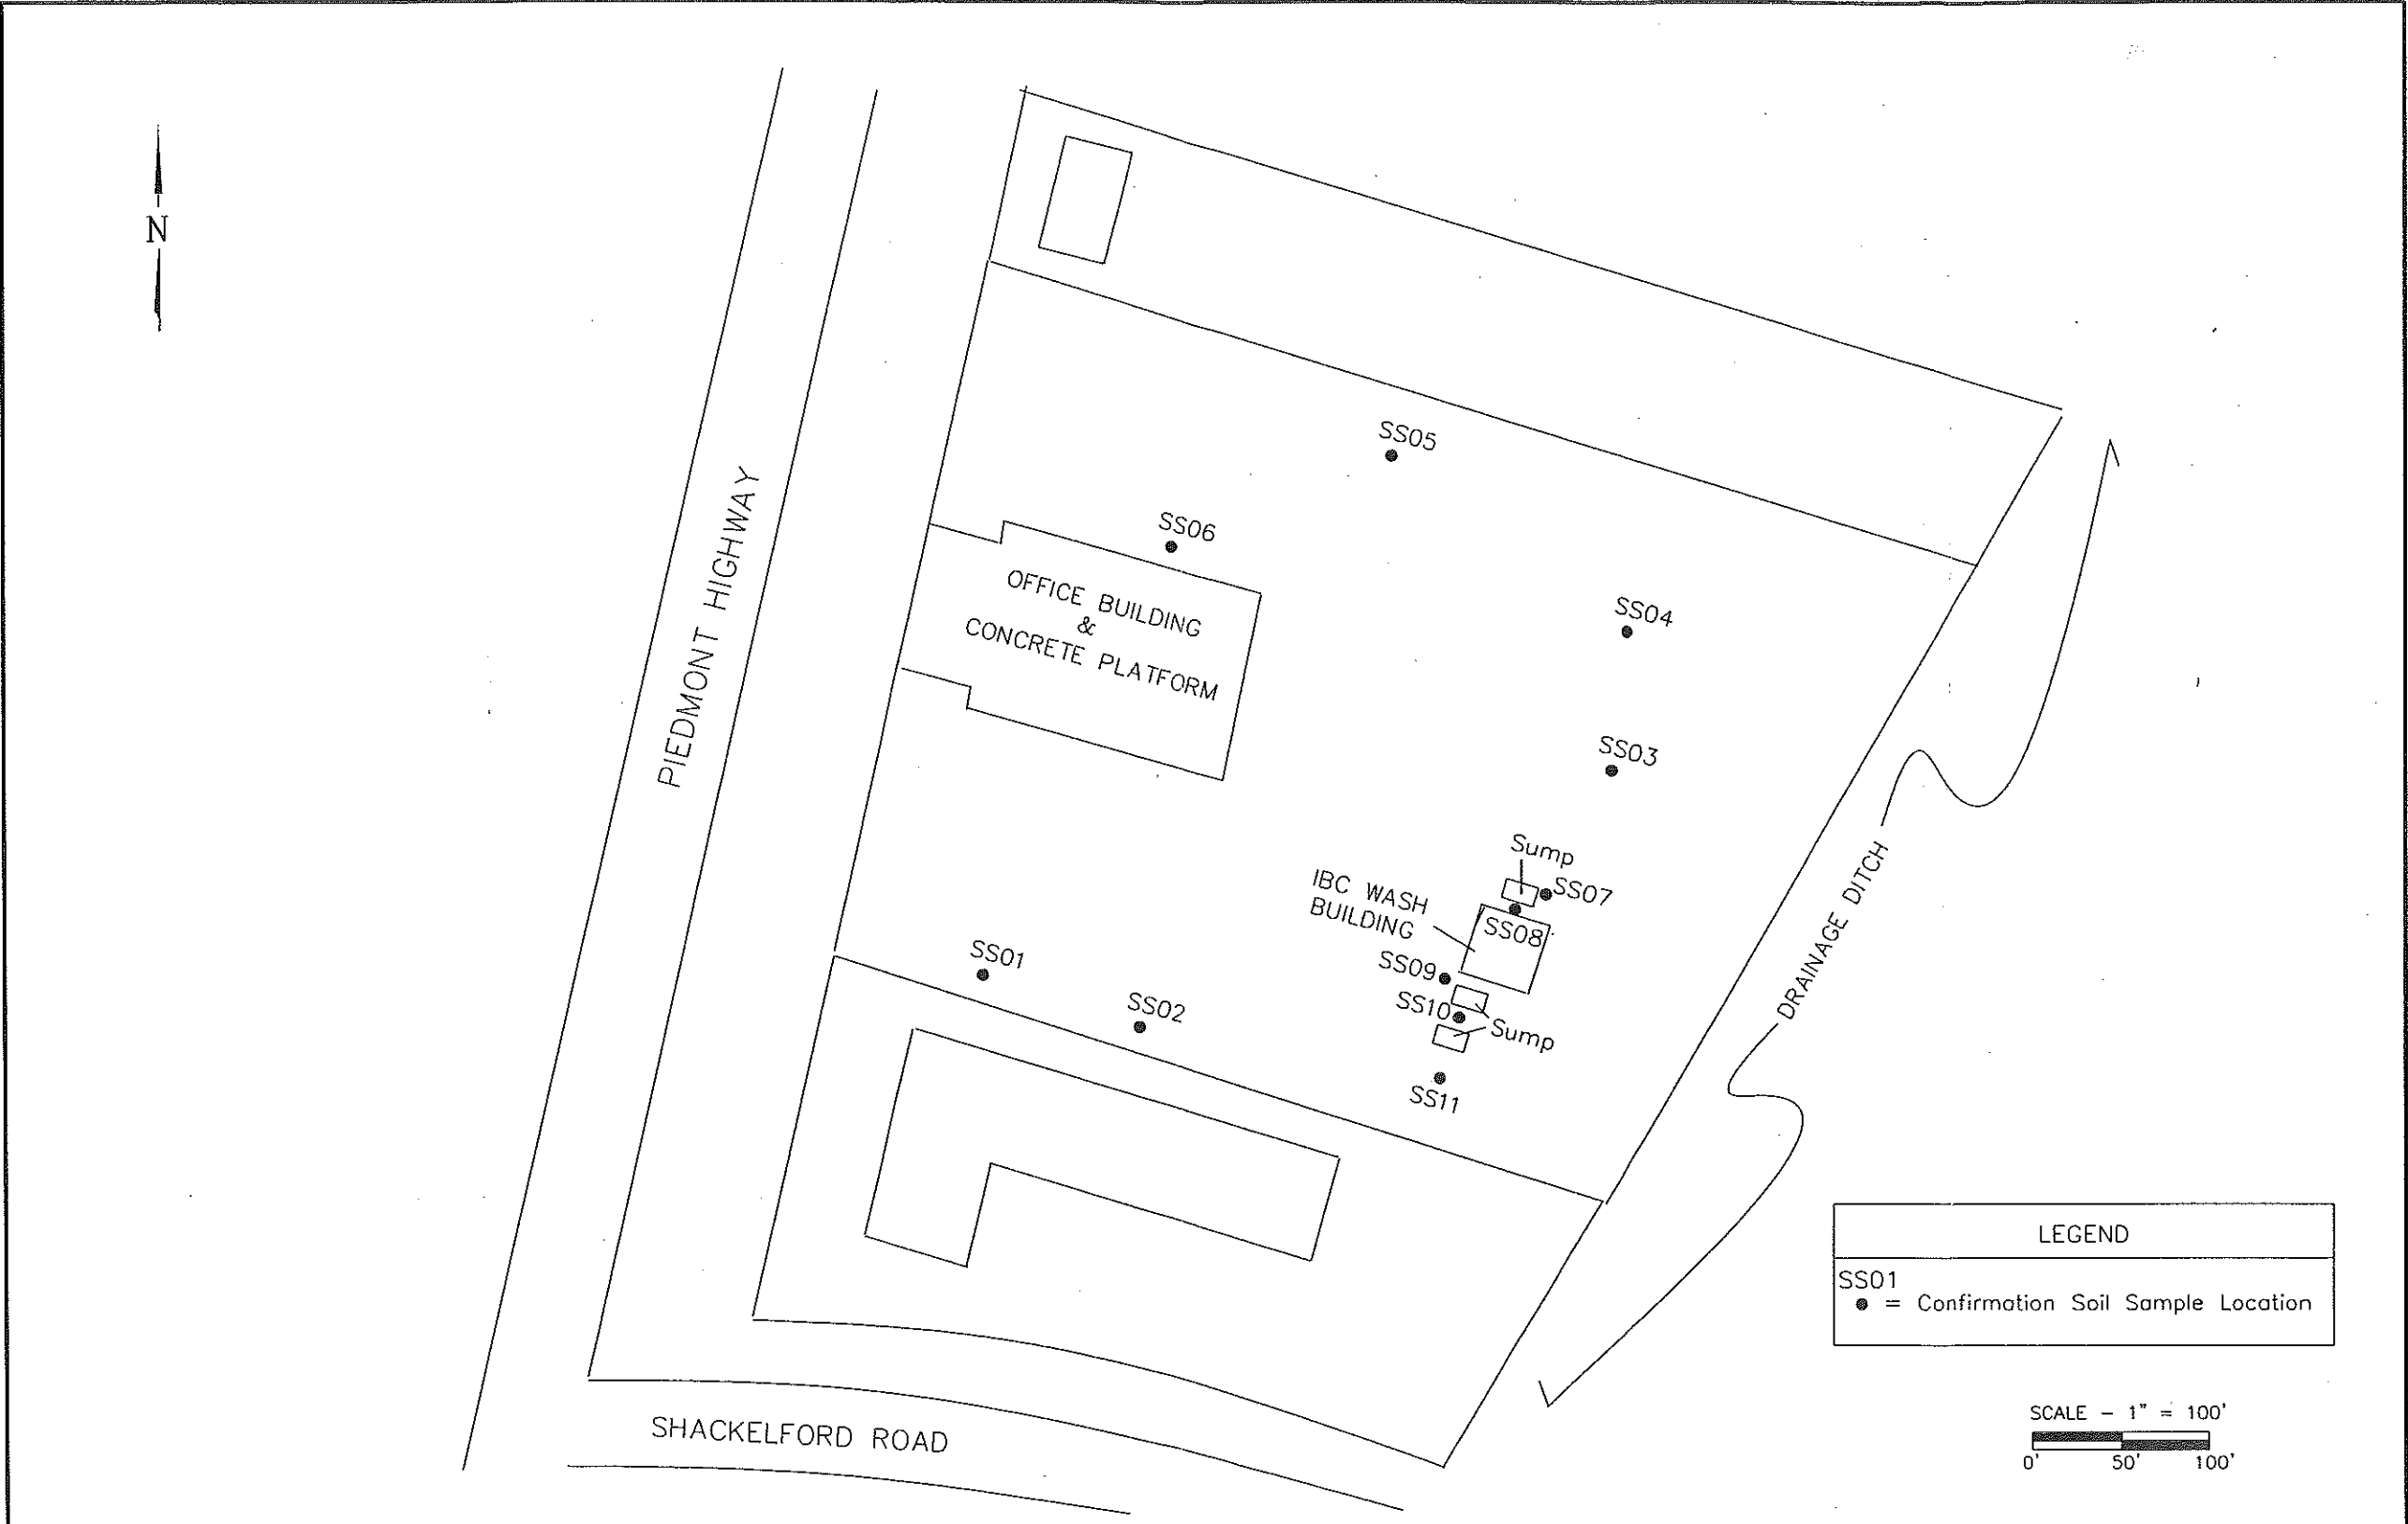 N
SS05
SS06
OFFICE BUILDING
&
CONCRETE PLATFORM
PIEDMONT HIGHWAY
SS04
SS03
Sump
SS07
IBC WASH
BUILDING
SS08
SS09
SS10
Sump
SS11
SS01
SS02
DRAINAGE DITCH
LEGEND
SS01
= Confirmation Soil Sample Location
SHACKELFORD ROAD
SCALE - 1" = 100'
0' 50' 100'